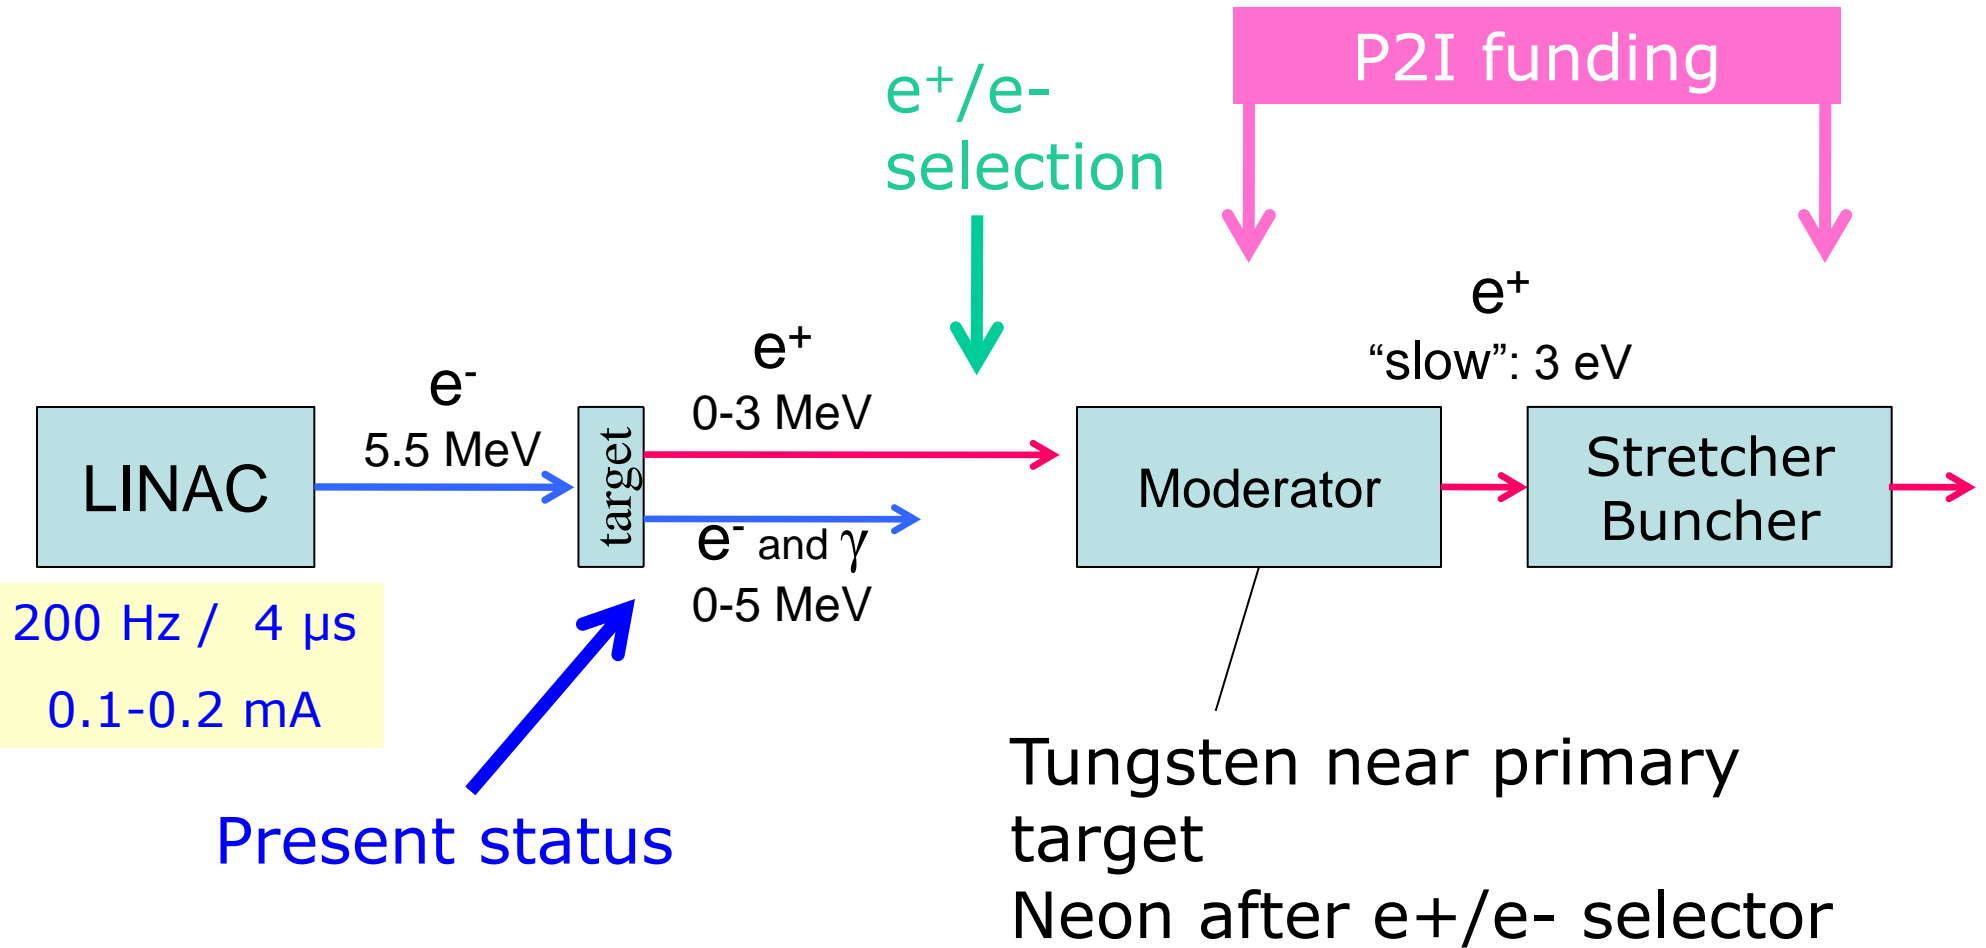 P2I funding
e⁺/e-
selection
e⁺
“slow”: 3 eV
e⁺
0-3 MeV
e⁻
5.5 MeV
LINAC
target
Moderator
Stretcher
Buncher
e⁻ and γ
0-5 MeV
200 Hz / 4 µs
0.1-0.2 mA
Present status
Tungsten near primary
target
Neon after e+/e- selector